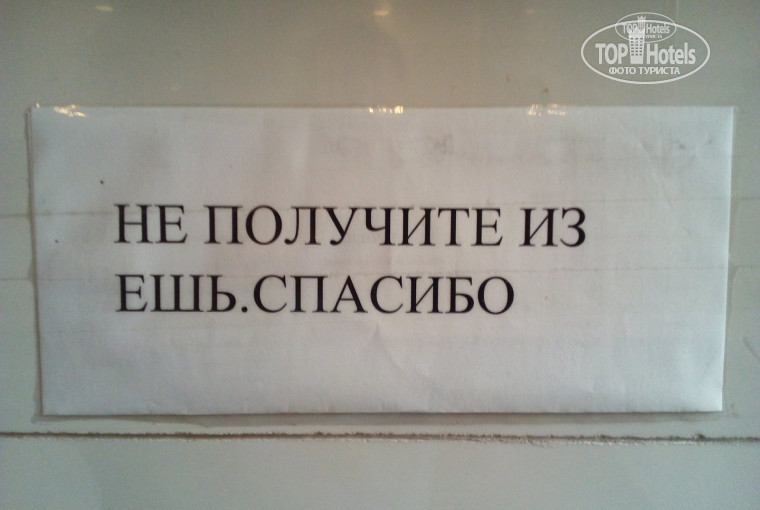 TOP Hotels
ФОТО ТУРИСТА
НЕ ПОЛУЧИТЕ ИЗ
ЕШЬ.СПАСИБО